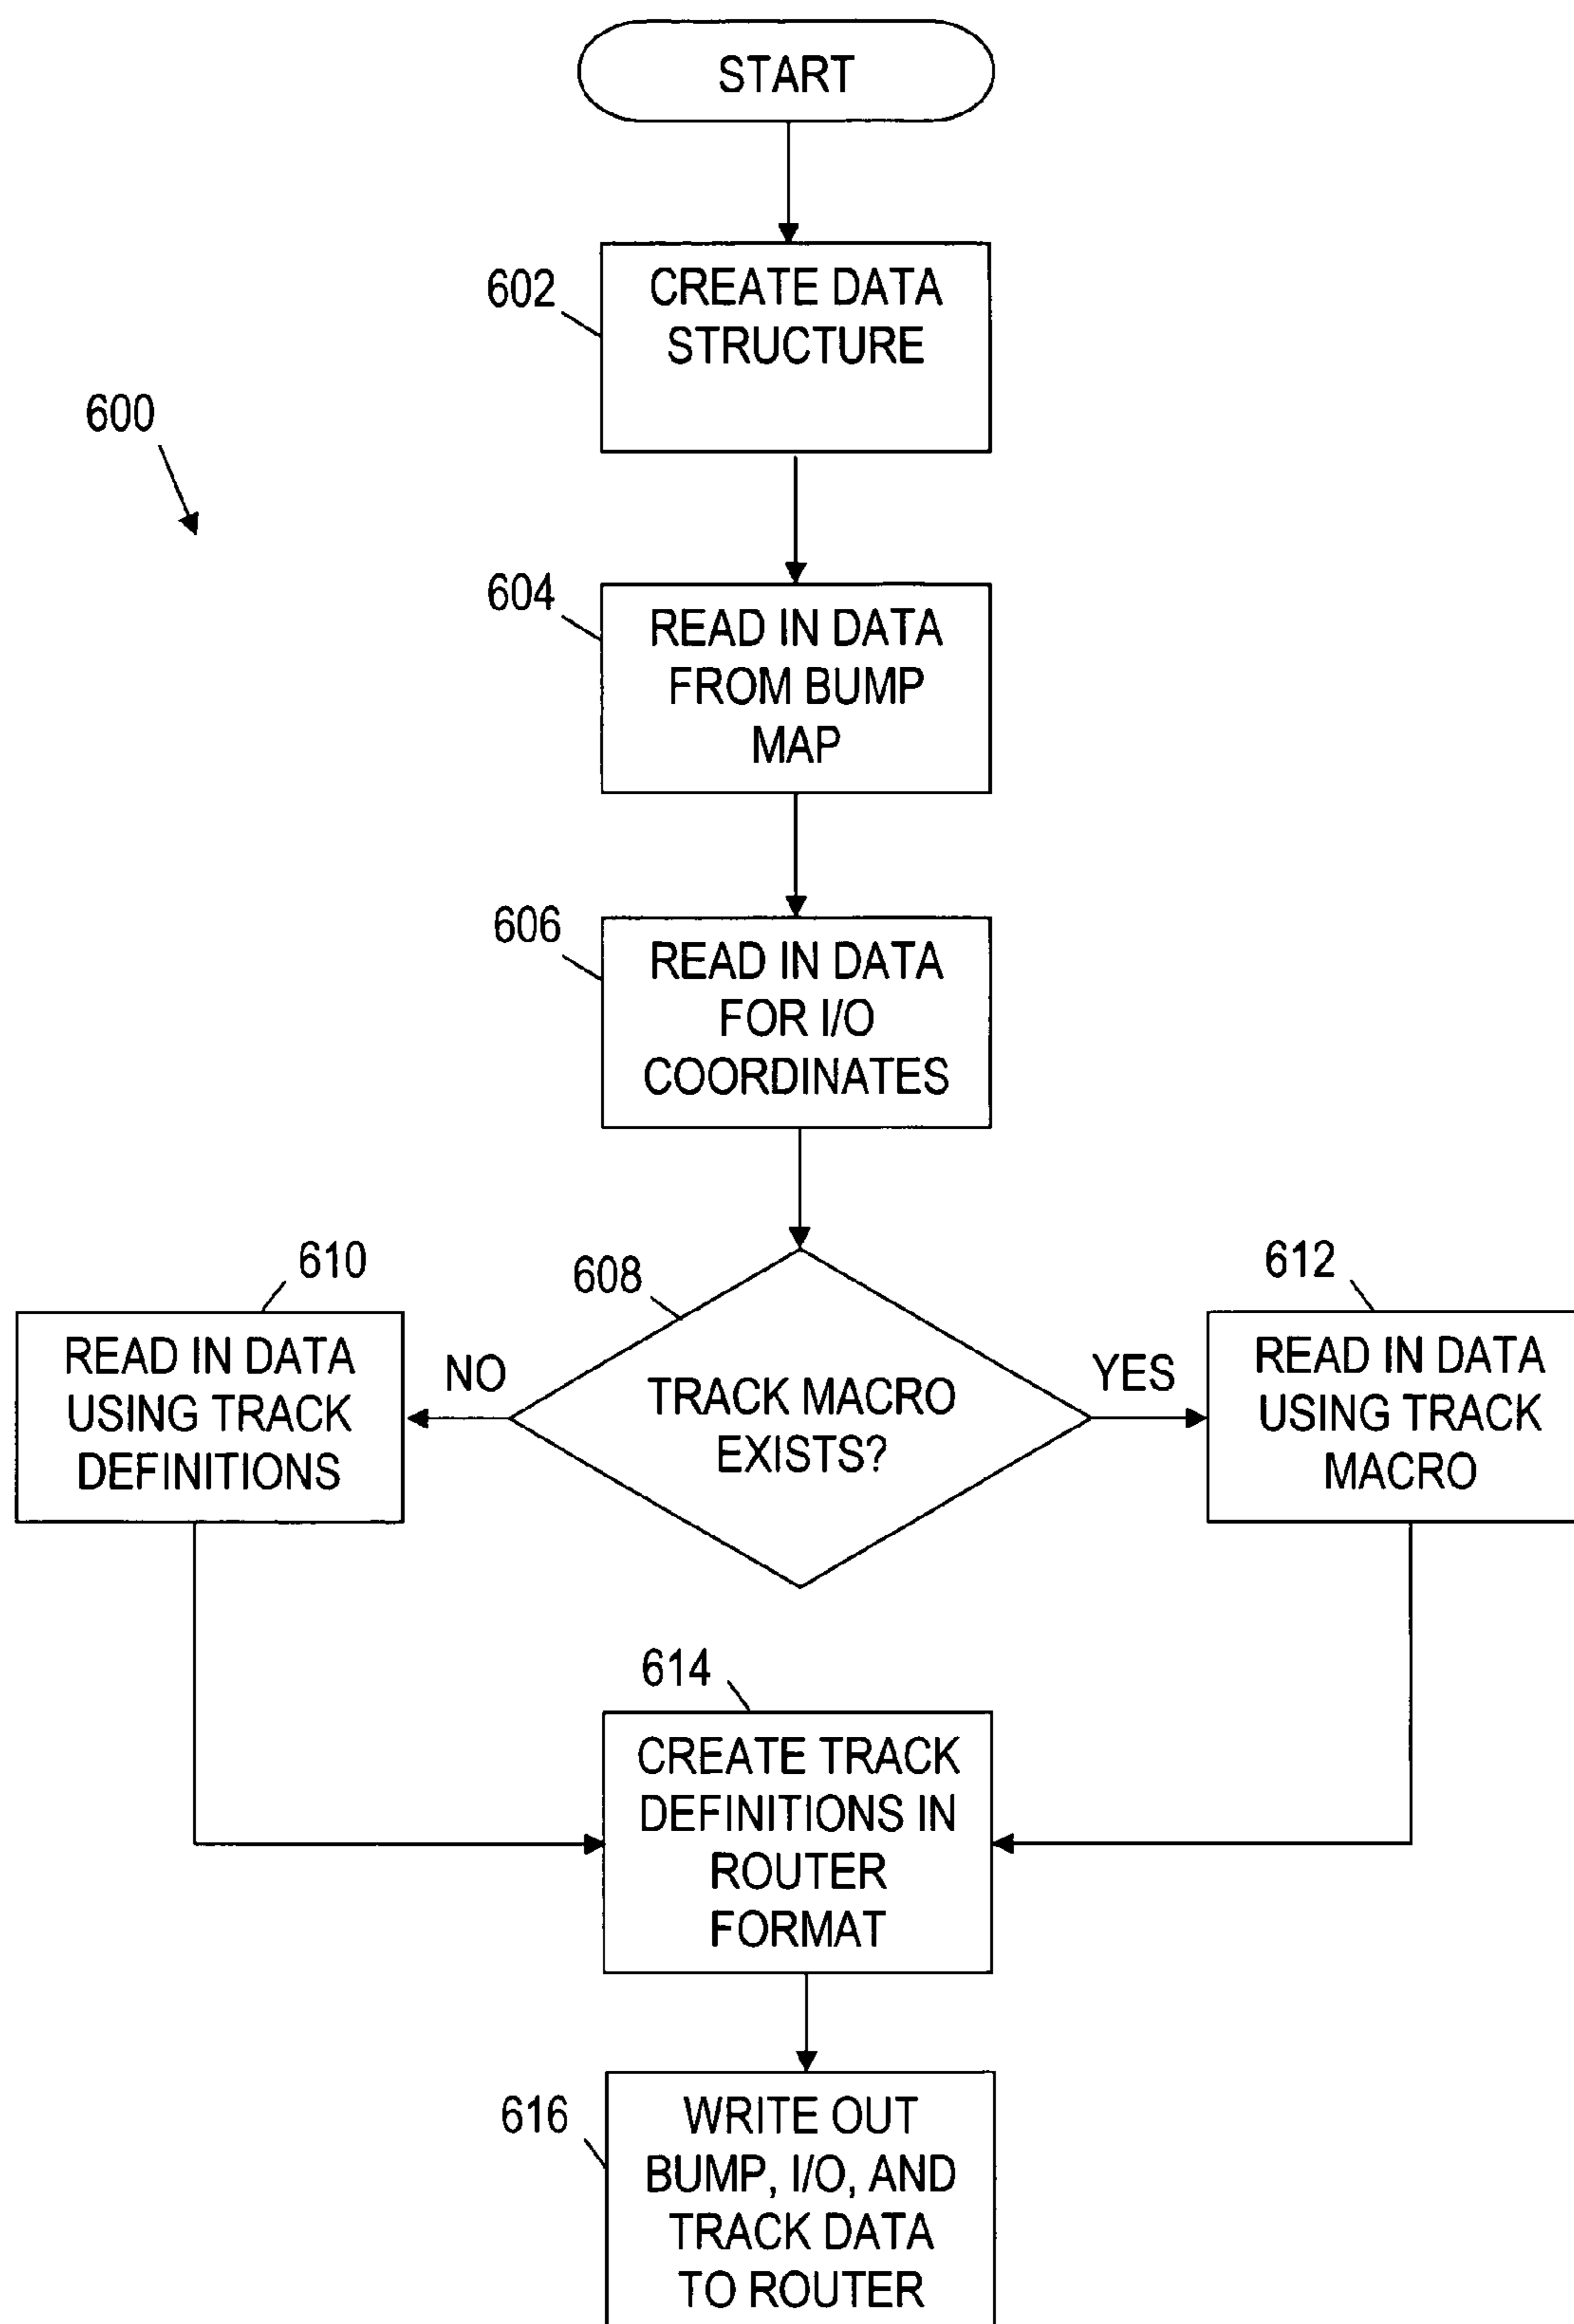 START
602
CREATE DATA
STRUCTURE
600
604
READ IN DATA
FROM BUMP
MAP
606
READ IN DATA
FOR I/O
COORDINATES
610
608
612
READ IN DATA
USING TRACK
DEFINITIONS
NO
TRACK MACRO
EXISTS?
YES
READ IN DATA
USING TRACK
MACRO
614
CREATE TRACK
DEFINITIONS IN
ROUTER
FORMAT
616
WRITE OUT
BUMP, I/O, AND
TRACK DATA
TO ROUTER